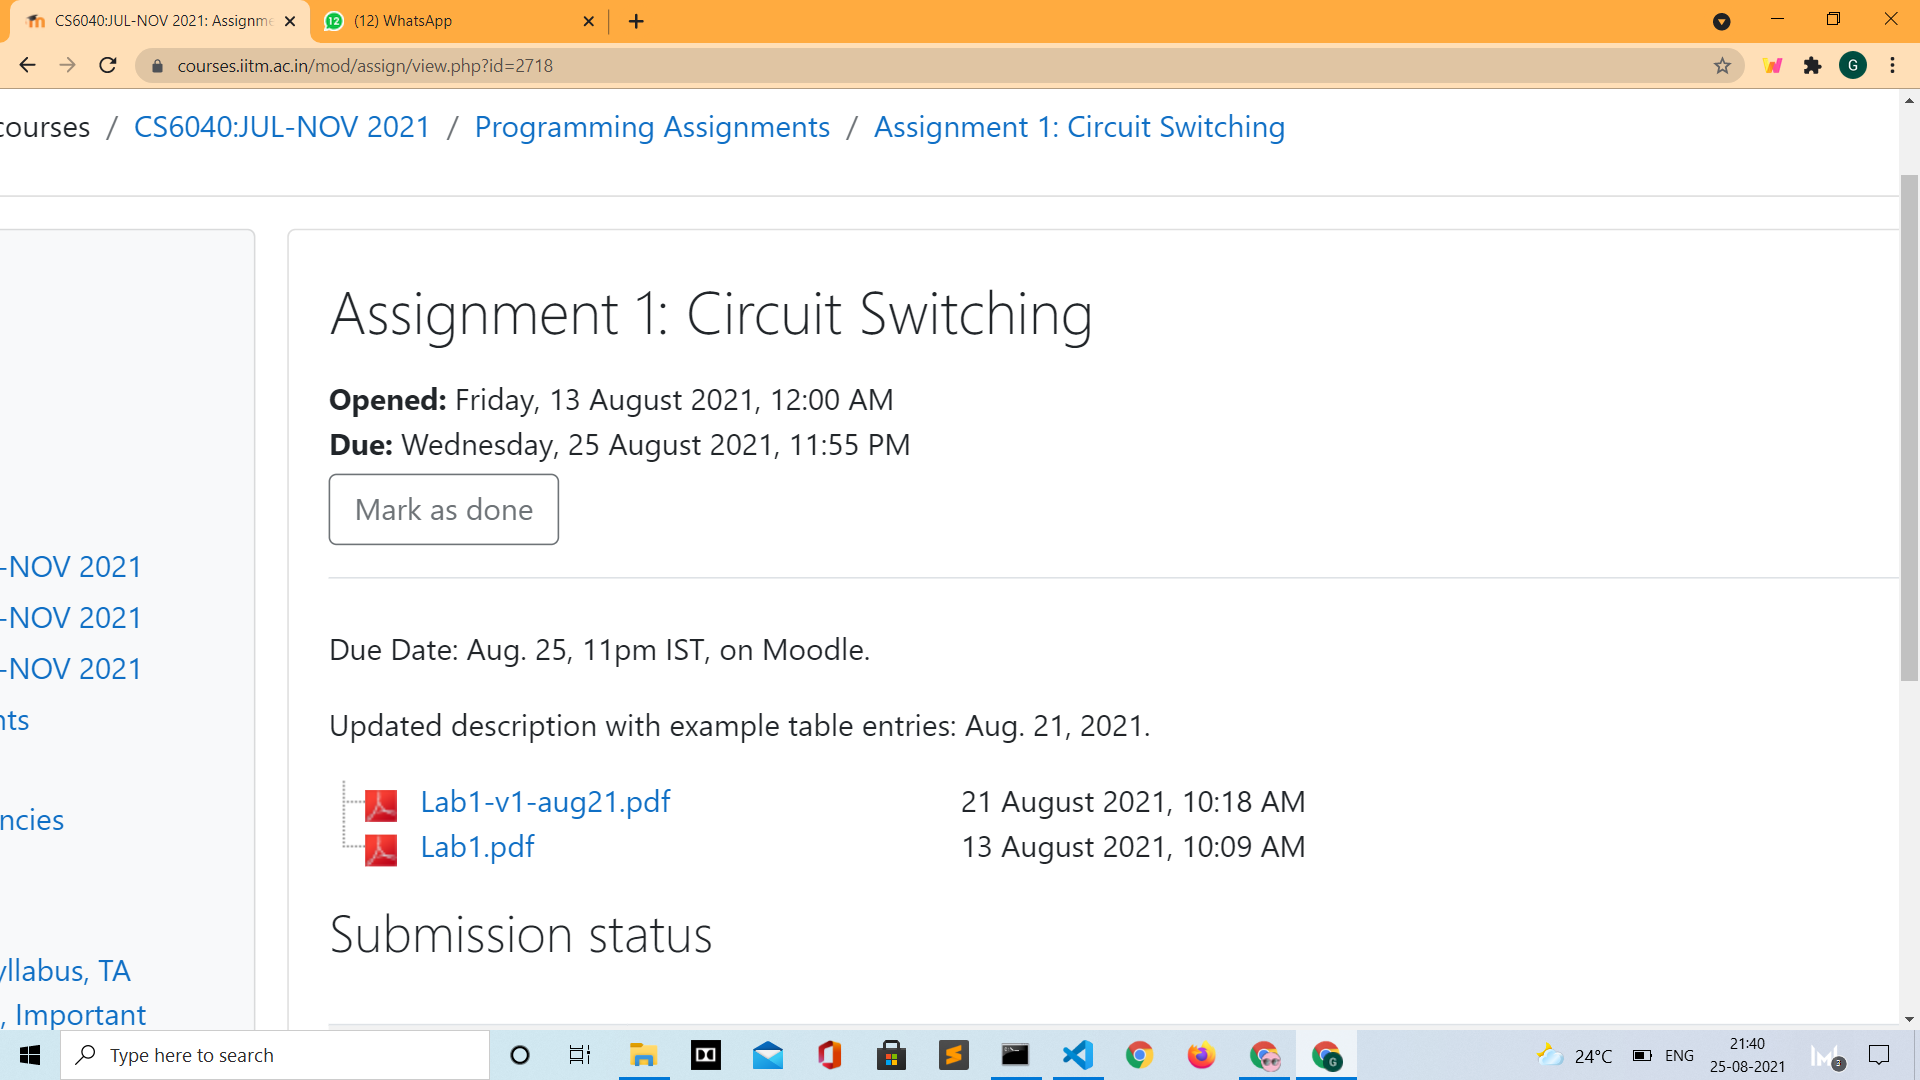 CS6040:JUL-NOV 2021: Assignme
(12) WhatsApp
courses.iitm.ac.in/mod/assign/view.php?id=2718
G
courses / CS6040:JUL-NOV 2021 / Programming Assignments / Assignment 1: Circuit Switching
Assignment 1: Circuit Switching
Opened: Friday, 13 August 2021, 12:00 AM
Due: Wednesday, 25 August 2021, 11:55 PM
Mark as done
-NOV 2021
-NOV 2021
-NOV 2021
nts
ncies
yllabus, TA
, Important
Due Date: Aug. 25, 11pm IST, on Moodle.
Updated description with example table entries: Aug. 21, 2021.
Lab1-v1-aug21.pdf 21 August 2021, 10:18 AM
Lab1.pdf 13 August 2021, 10:09 AM
Submission status
Type here to search
24°C
ENG
21:40
25-08-2021
3